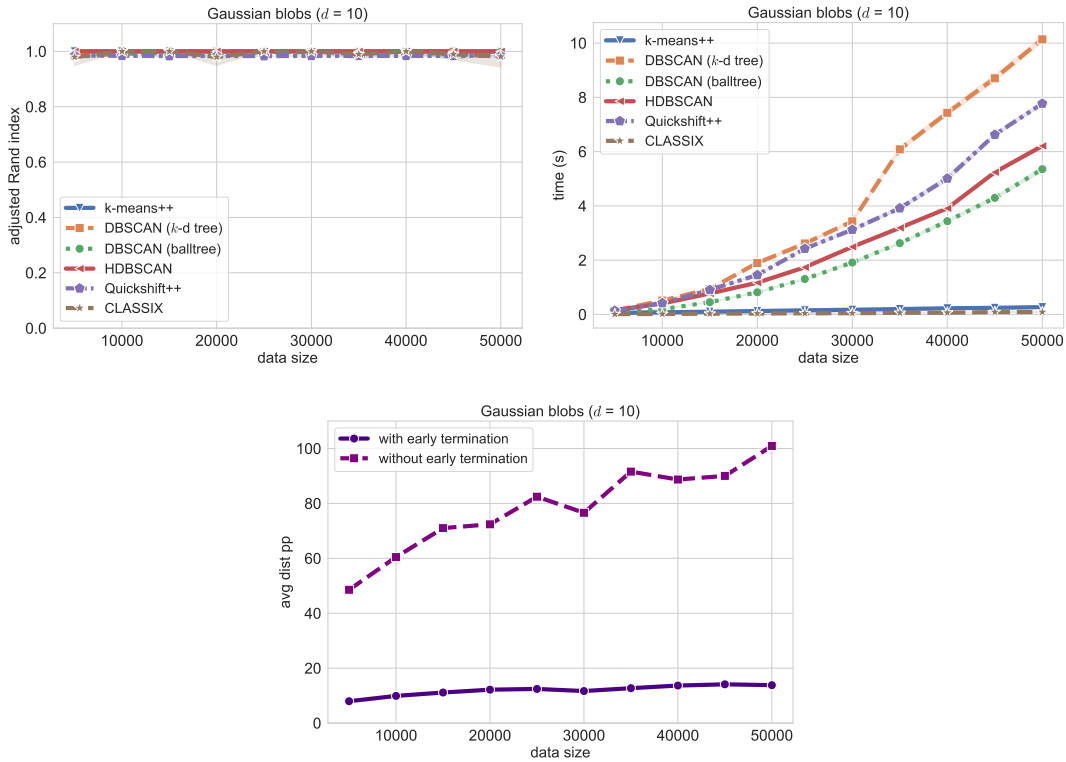 Gaussian blobs (d = 10)
adjusted Rand index
1.0
0.8
0.6
0.4
0.2
0.0
k-means++
DBSCAN (k-d tree)
DBSCAN (balltree)
HDBSCAN
Quickshift++
CLASSIX
10000 20000 30000 40000 50000
data size
Gaussian blobs (d = 10)
time (s)
10
8
6
4
2
0
k-means++
DBSCAN (k-d tree)
DBSCAN (balltree)
HDBSCAN
Quickshift++
CLASSIX
10000 20000 30000 40000 50000
data size
Gaussian blobs (d = 10)
avg dist pp
100
80
60
40
20
0
with early termination
without early termination
10000 20000 30000 40000 50000
data size